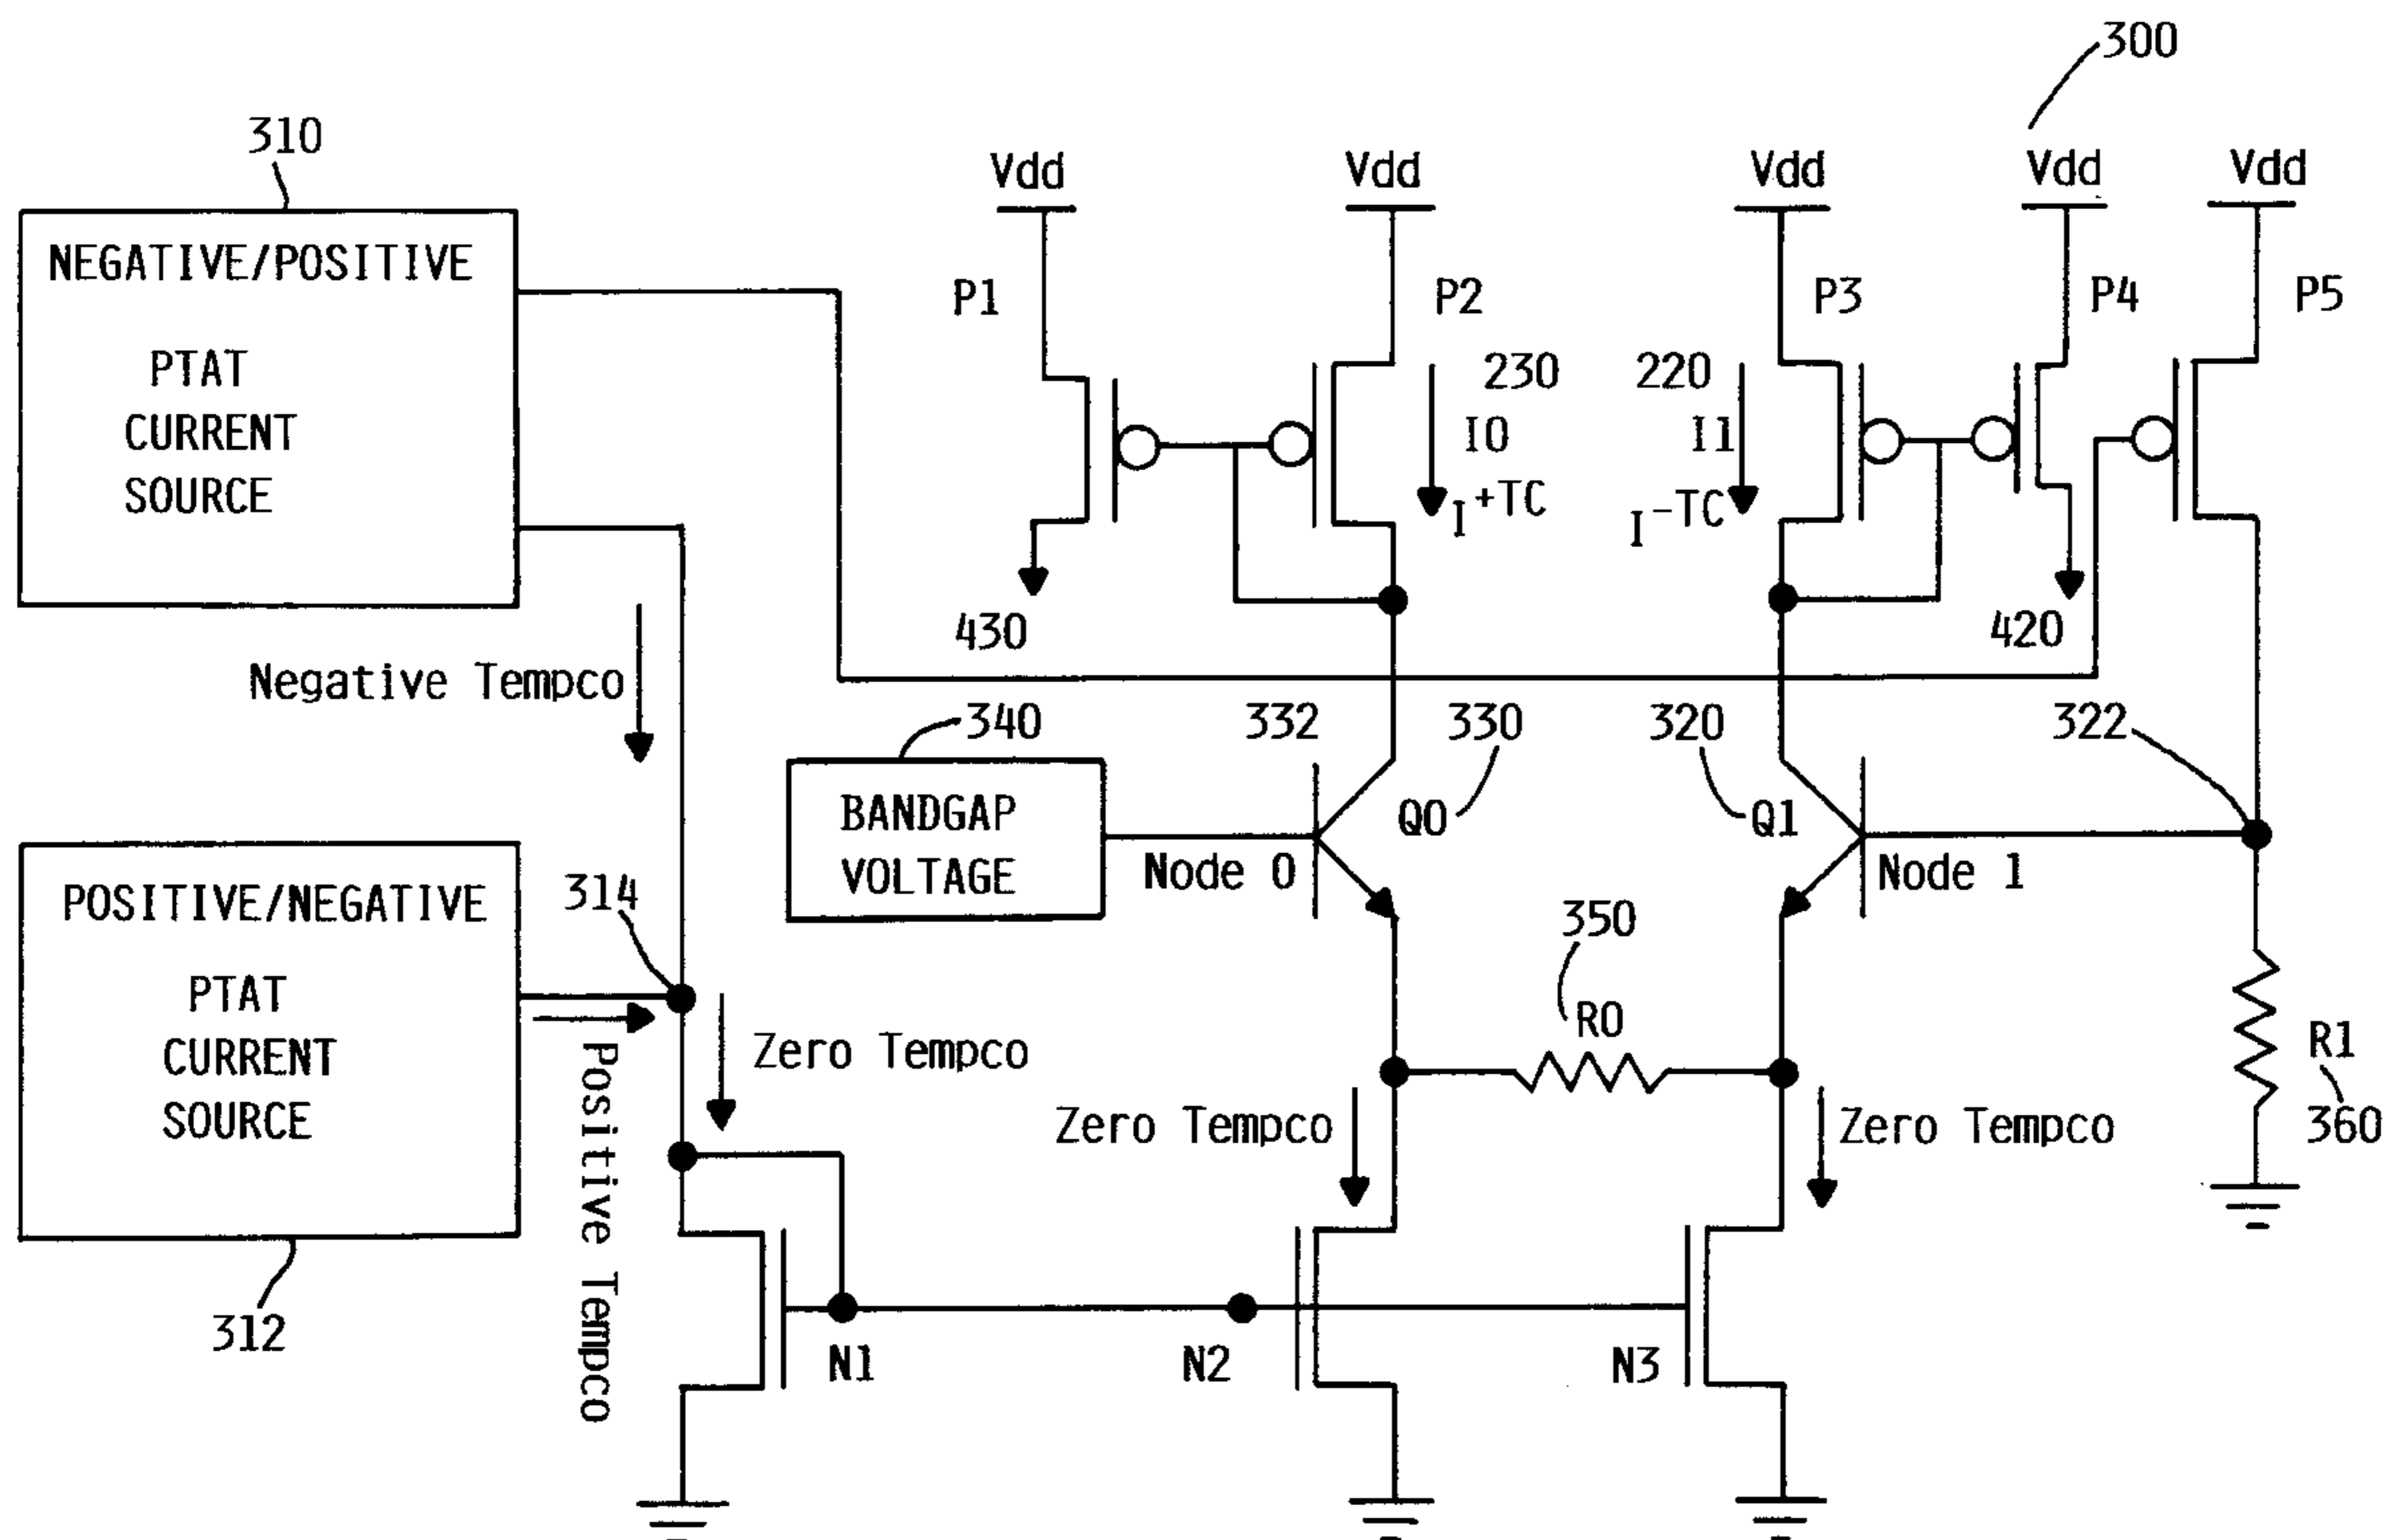 300
310
Vdd
Vdd
Vdd
Vdd
Vdd
NEGATIVE/POSITIVE
PTAT
CURRENT
SOURCE
P1
P2
P3
P4
P5
230
I0
I+TC
220
I1
I-TC
430
420
Negative Tempco
340
332
330
320
322
BANDGAP
VOLTAGE
Q0
Q1
Node 0
Node 1
POSITIVE/NEGATIVE
PTAT
CURRENT
SOURCE
314
350
R0
Zero Tempco
Positive Tempco
Zero Tempco
Zero Tempco
R1
360
312
N1
N2
N3